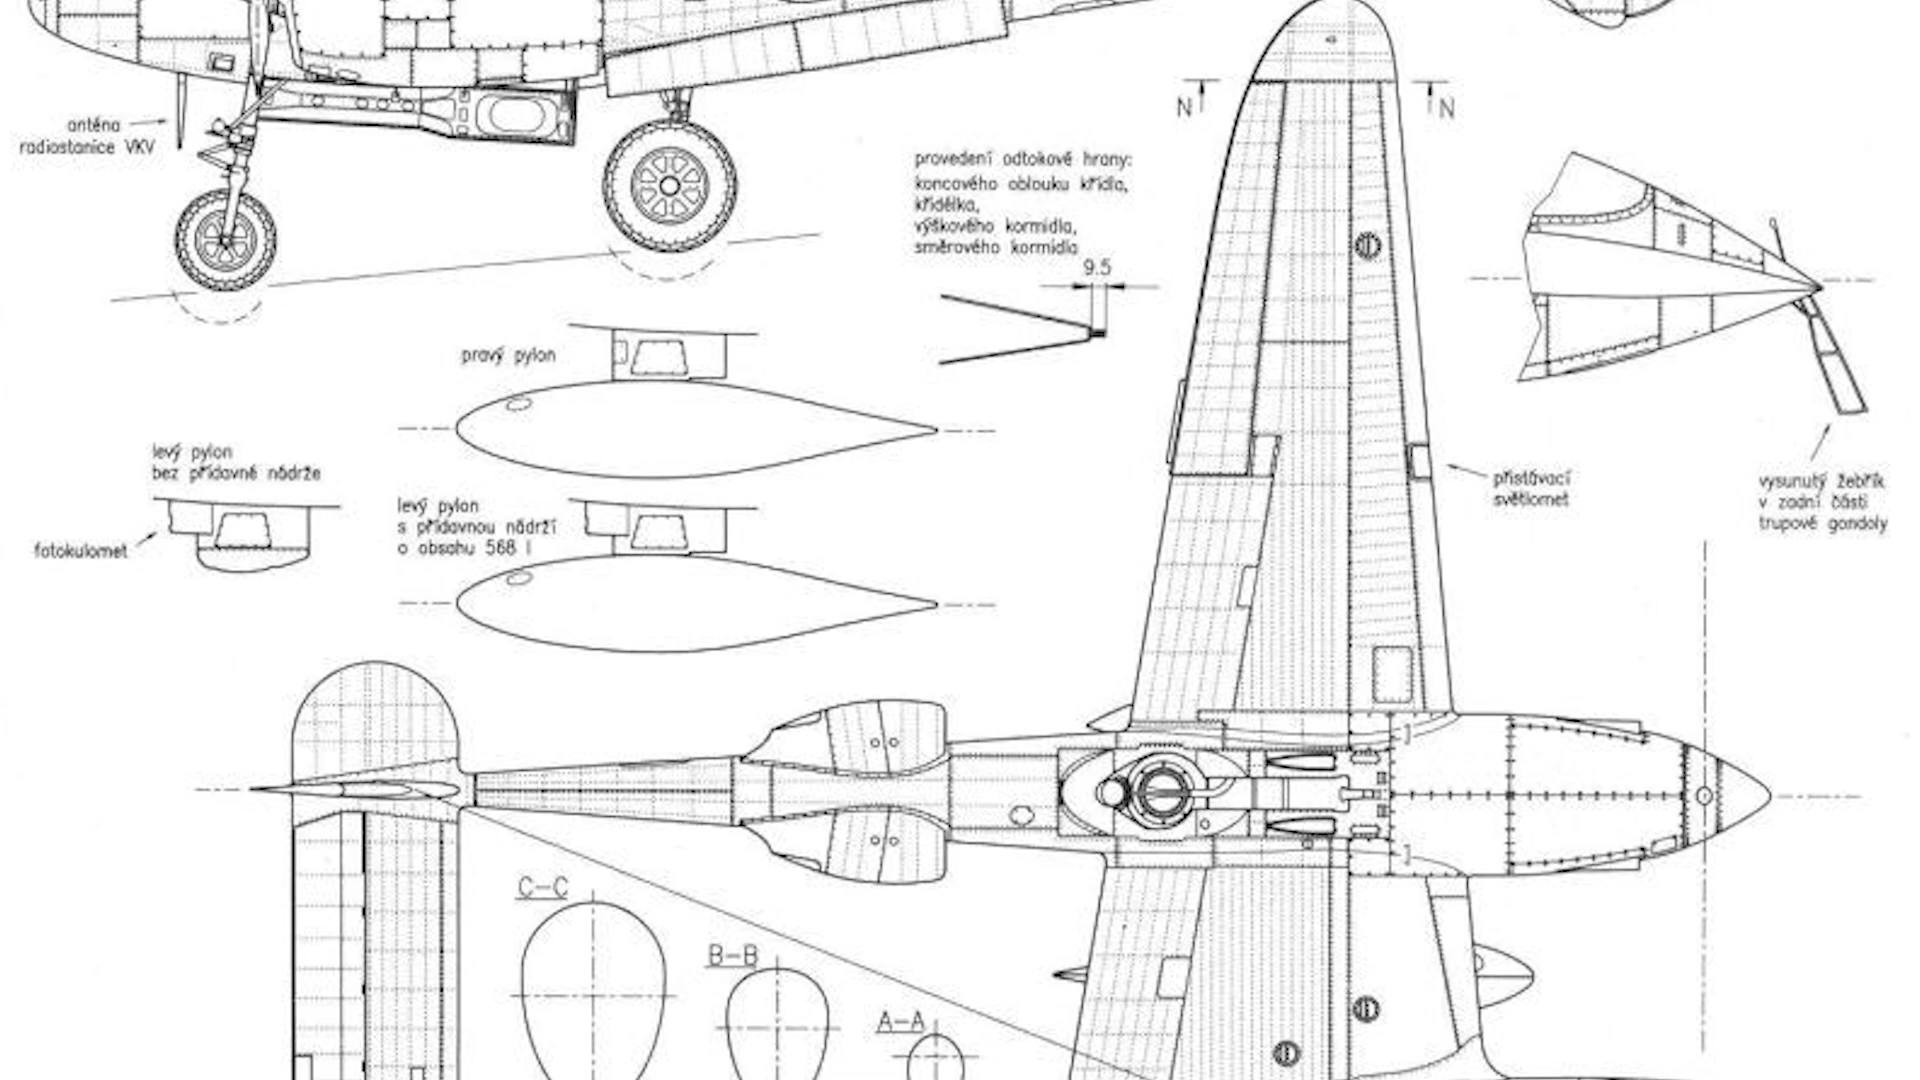 anténa
radiostanice VKV
N
N
provedení odtokové hrany:
koncového oblouku křídla,
křidélka,
výškového kormidla,
směrového kormidla
9.5
pravý pylon
levý pylon
bez přídavné nádrže
fotokulomet
levý pylon
s přídavnou nádrží
o obsahu 568 l
přistávací
světlomet
vysunutý žebřík
v zadní části
trupové gondoly
C–C
B–B
A–A